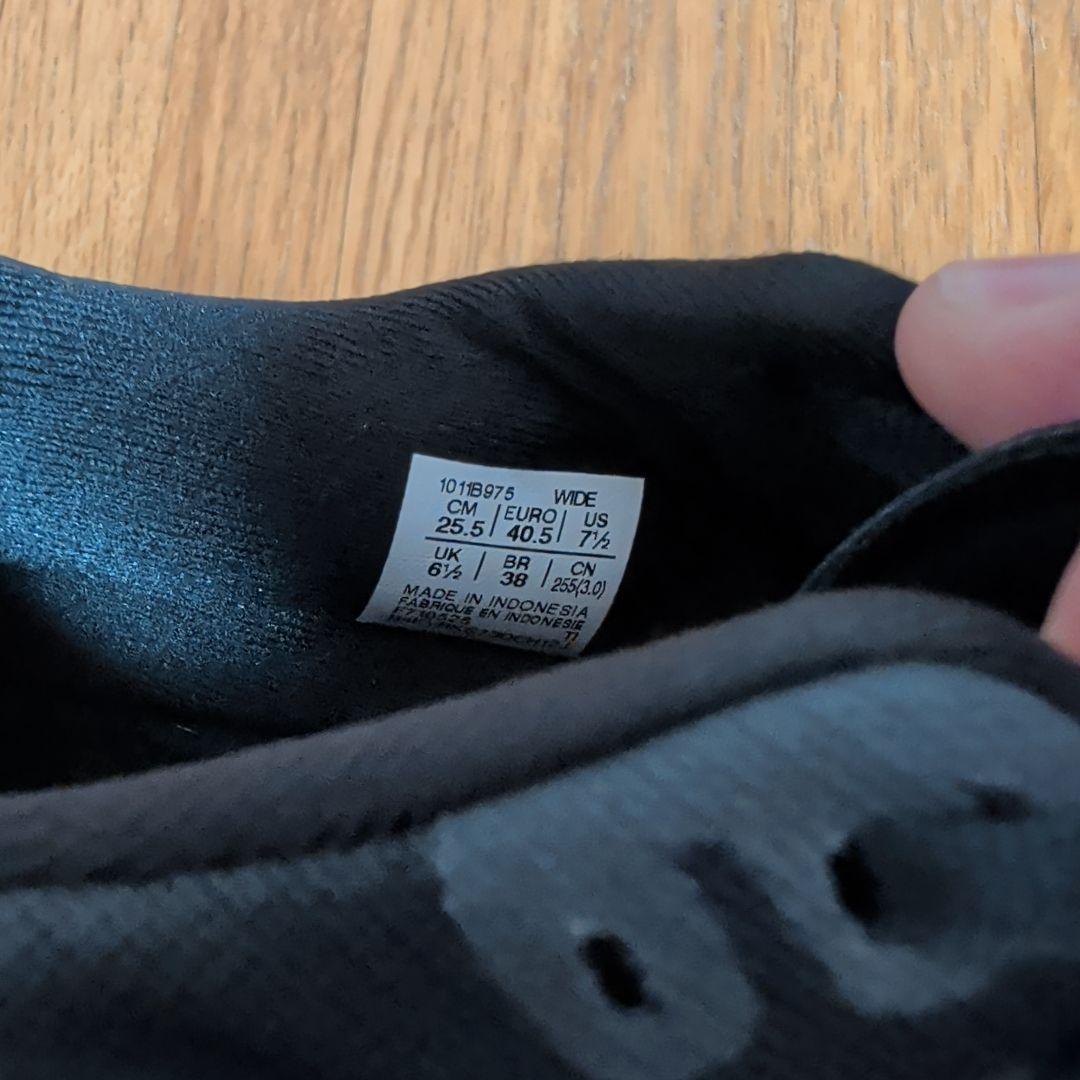 1011B975 WIDE
CM EURO US
25.5 40.5 7½
UK BR CN
6½ 38 255(3.0)
MADE IN INDONESIA
FABRIQUE EN INDONESIE